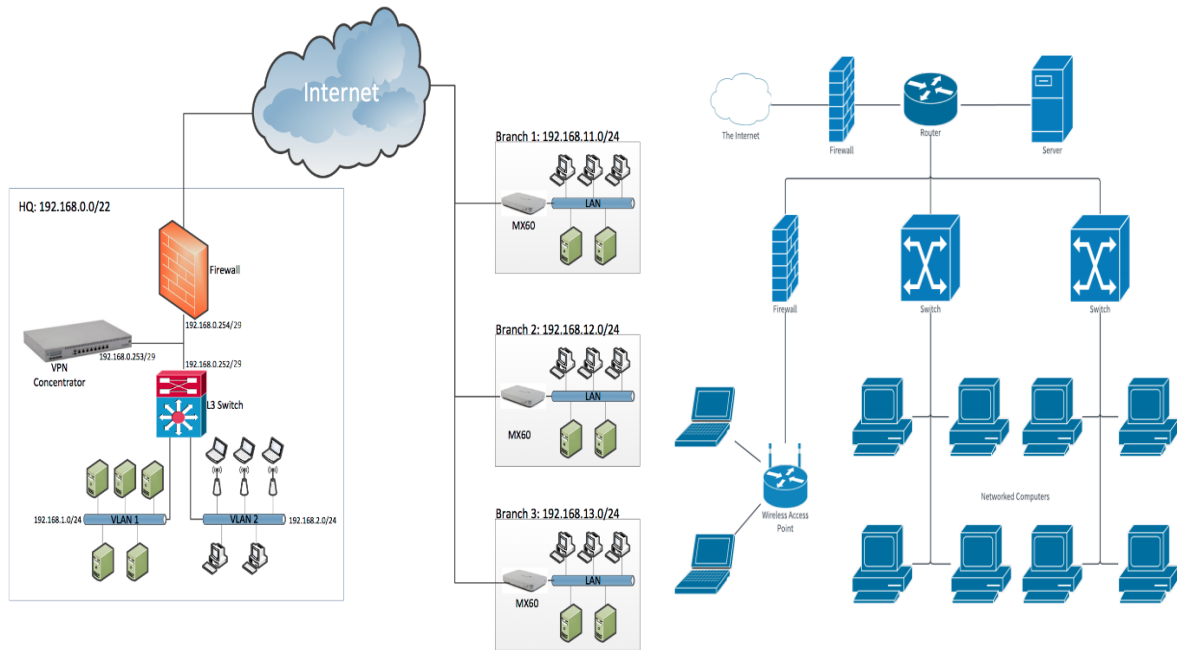 Internet
HQ: 192.168.0.0/22
Firewall
192.168.0.254/29
192.168.0.253/29
VPN
Concentrator
192.168.0.252/29
L3 Switch
192.168.1.0/24
VLAN 1
VLAN 2
192.168.2.0/24
Branch 1: 192.168.11.0/24
LAN
MX60
Branch 2: 192.168.12.0/24
LAN
MX60
Branch 3: 192.168.13.0/24
LAN
MX60
The Internet
Firewall
Router
Server
Firewall
Switch
Switch
Networked Computers
Wireless Access
Point